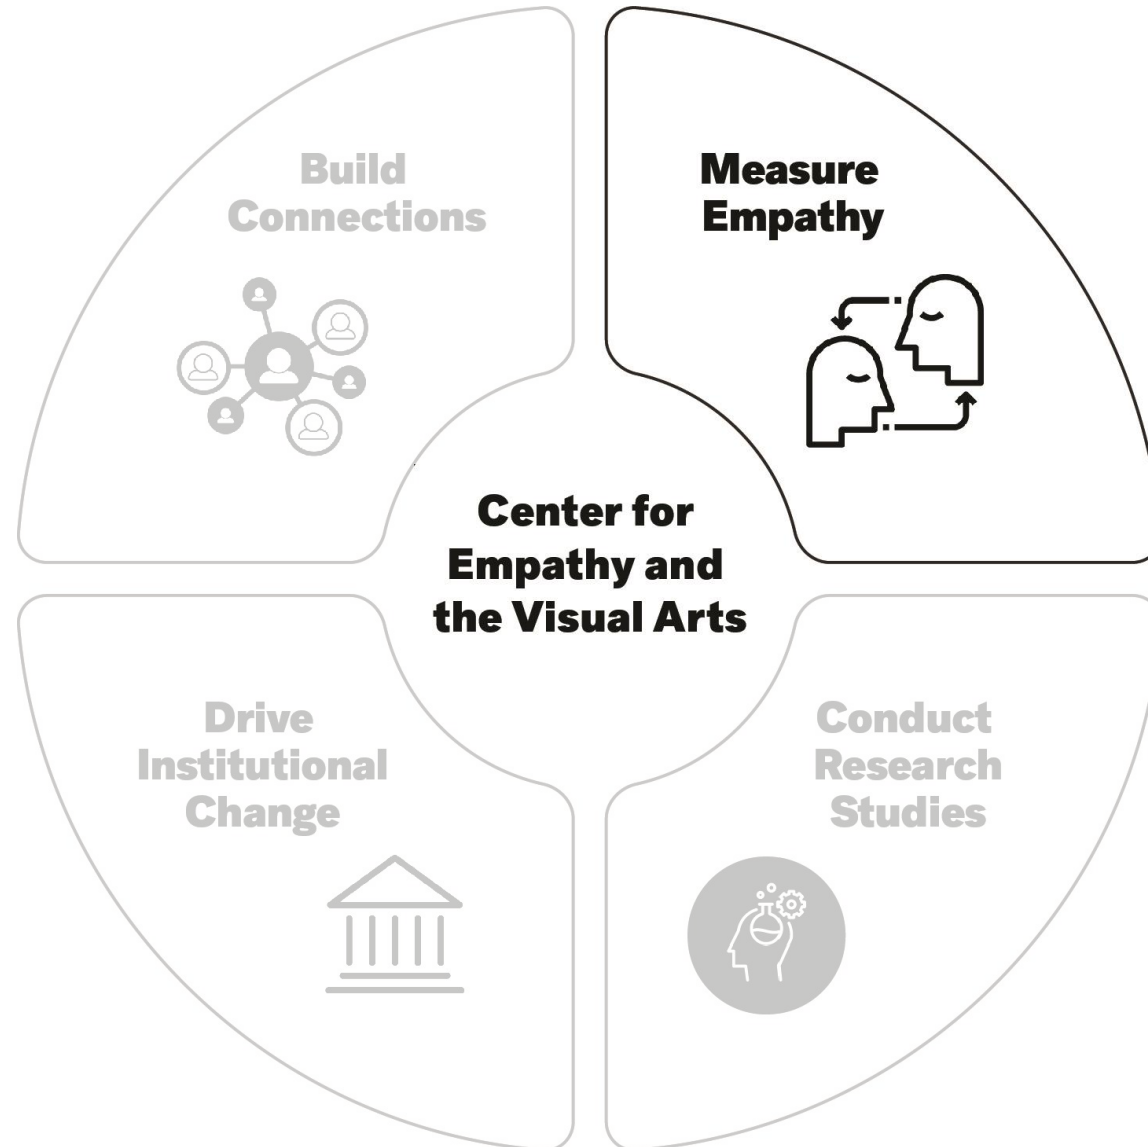 Build
Connections
Measure
Empathy
Center for
Empathy and
the Visual Arts
Drive
Institutional
Change
Conduct
Research
Studies